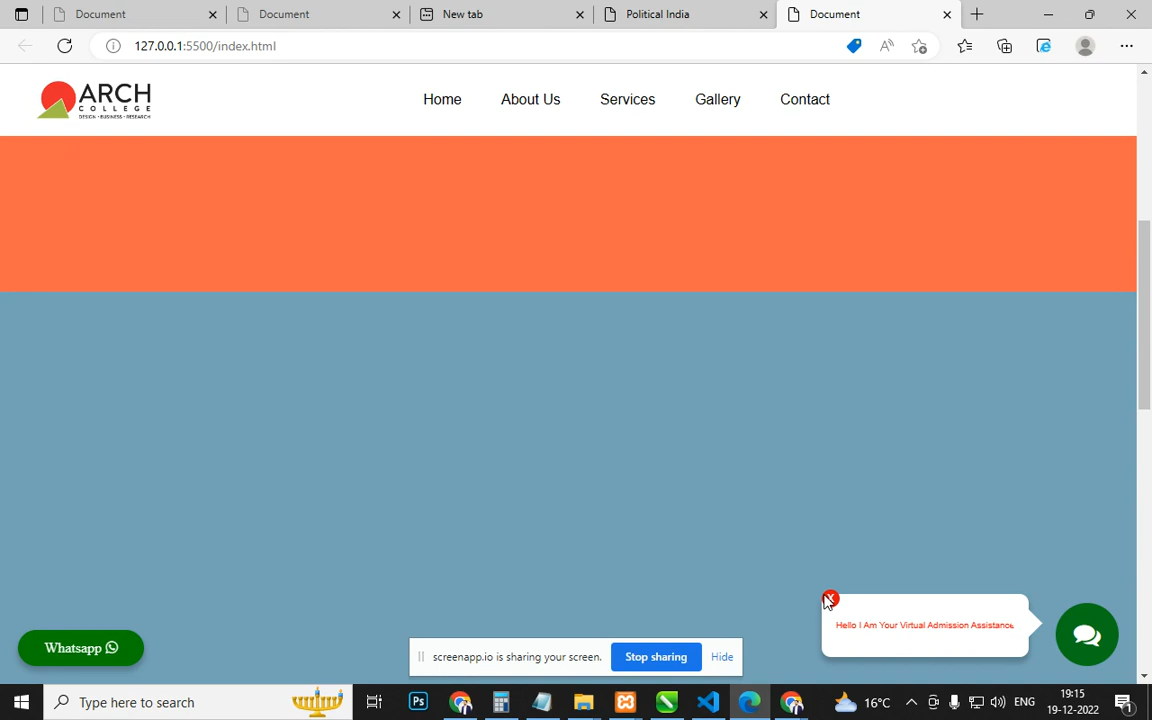 Document
Document
New tab
Political India
Document
127.0.0.1:5500/index.html
ARCH
COLLEGE
DESIGN · BUSINESS · RESEARCH
Home
About Us
Services
Gallery
Contact
Hello I Am Your Virtual Admission Assistance.
Whatsapp
screenapp.io is sharing your screen.
Stop sharing
Hide
Type here to search
Ps
16°C
ENG
19:15
19-12-2022
1